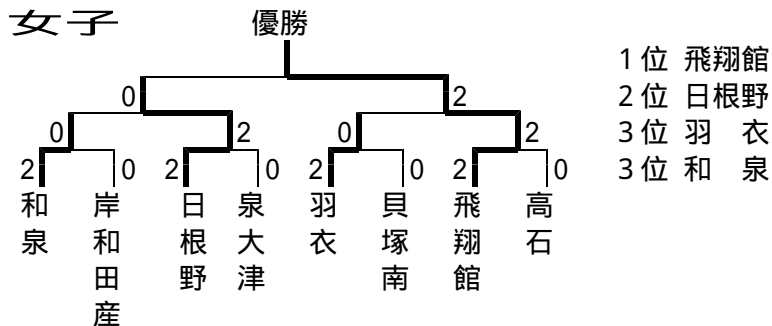 女子
優勝
1位 飛翔館
2位 日根野
3位 羽　衣
3位 和　泉
0 2
0 2 0 2
2 0 2 0 2 0 2 0
和泉
岸和田産
日根野
泉大津
羽衣
貝塚南
飛翔館
高石